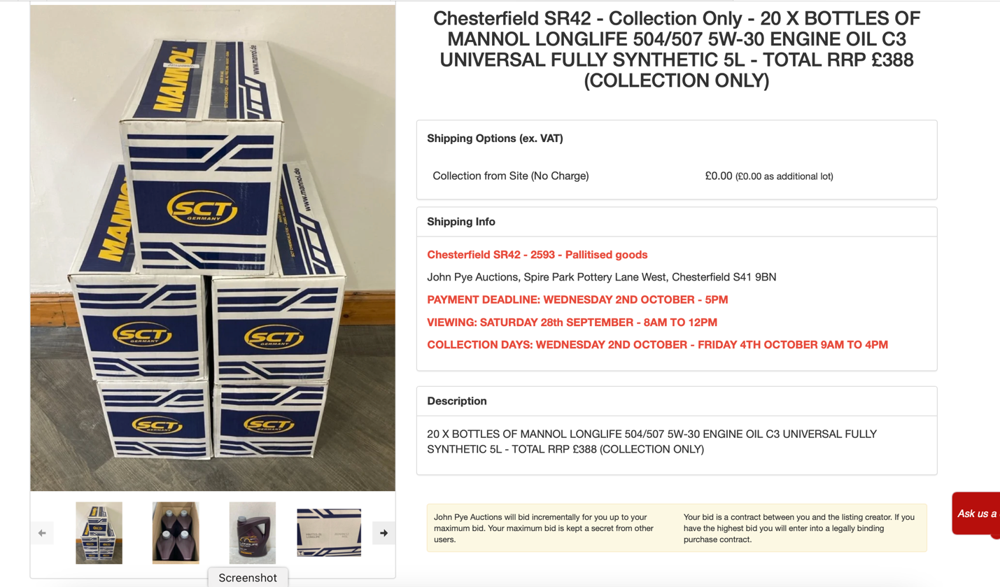 Chesterfield SR42 - Collection Only - 20 X BOTTLES OF
MANNOL LONGLIFE 504/507 5W-30 ENGINE OIL C3
UNIVERSAL FULLY SYNTHETIC 5L - TOTAL RRP £388
(COLLECTION ONLY)
MANNOL
www.mannol.de
SCT
GERMANY
MANNOL
www.mannol.de
SCT
GERMANY
SCT
GERMANY
SCT
GERMANY
SCT
GERMANY
Shipping Options (ex. VAT)
Collection from Site (No Charge) £0.00 (£0.00 as additional lot)
Shipping Info
Chesterfield SR42 - 2593 - Pallitised goods
John Pye Auctions, Spire Park Pottery Lane West, Chesterfield S41 9BN
PAYMENT DEADLINE: WEDNESDAY 2ND OCTOBER - 5PM
VIEWING: SATURDAY 28th SEPTEMBER - 8AM TO 12PM
COLLECTION DAYS: WEDNESDAY 2ND OCTOBER - FRIDAY 4TH OCTOBER 9AM TO 4PM
Description
20 X BOTTLES OF MANNOL LONGLIFE 504/507 5W-30 ENGINE OIL C3 UNIVERSAL FULLY
SYNTHETIC 5L - TOTAL RRP £388 (COLLECTION ONLY)
John Pye Auctions will bid incrementally for you up to your
maximum bid. Your maximum bid is kept a secret from other
users.
Your bid is a contract between you and the listing creator. If you
have the highest bid you will enter into a legally binding
purchase contract.
Ask us a
Screenshot